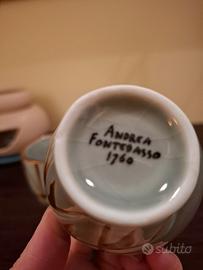 ANDREA
FONTEBASSO
1760
subito